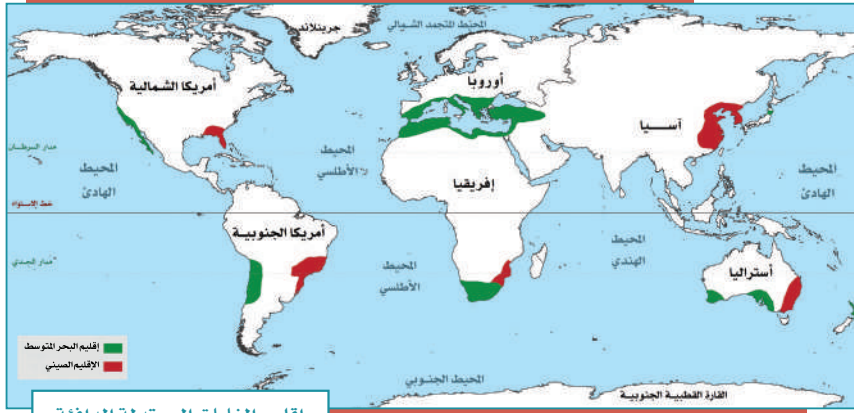 المحيط المتجمد الشمالي
جرينلاند
أوروبا
أمريكا الشمالية
آســـيا
مدار السرطان
المحيط
الهادئ
المحيط
الأطلسي
إفريقيا
المحيط
الهادئ
خط الاستواء
أمريكا الجنوبية
المحيط
الهندي
المحيط
الأطلسي
أستراليا
مدار الجدي
إقليم البحر المتوسط
الإقليم الصيني
المحيط الجنوبي
القارة القطبية الجنوبية